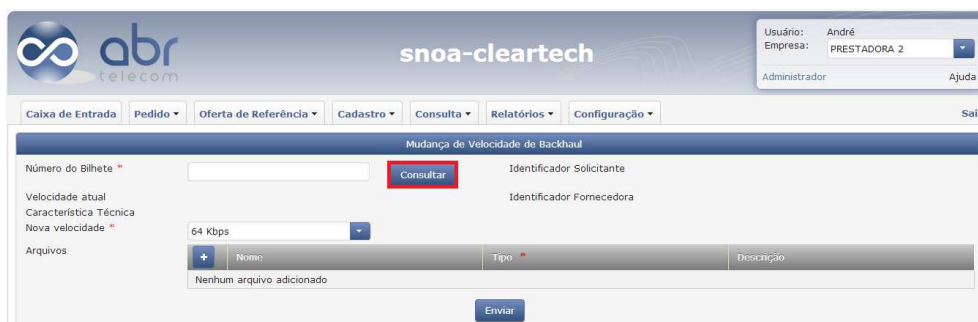 abr
telecom
snoa-cleartech
Usuário: André
Empresa: PRESTADORA 2
Administrador Ajuda
Caixa de Entrada Pedido Oferta de Referência Cadastro Consulta Relatórios Configuração Sai
Mudança de Velocidade de Backhaul
Número do Bilhete * Consultar Identificador Solicitante
Velocidade atual Identificador Fornecedora
Característica Técnica
Nova velocidade * 64 Kbps
Arquivos + Nome Tipo * Descrição
Nenhum arquivo adicionado
Enviar